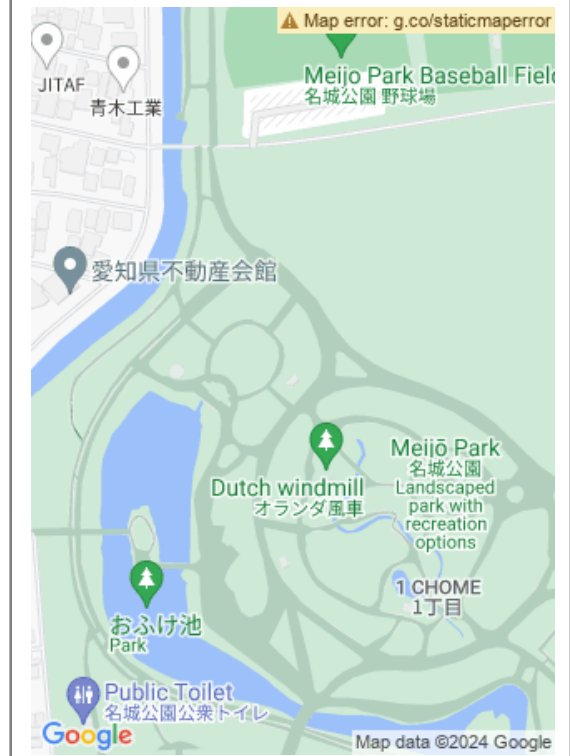 ⚠ Map error: g.co/staticmaperror
Meijo Park Baseball Fiel
名城公園 野球場
JITAF
青木工業
愛知県不動産会館
Dutch windmill
オランダ風車
Meijō Park
名城公園
Landscaped
park with
recreation
options
1 CHOME
1丁目
おふけ池
Park
Public Toilet
名城公園公衆トイレ
Google
Map data ©2024 Google